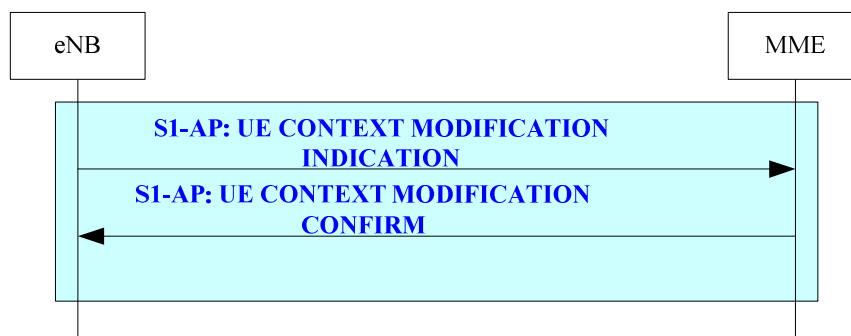 eNB
MME
S1-AP: UE CONTEXT MODIFICATION
INDICATION
S1-AP: UE CONTEXT MODIFICATION
CONFIRM